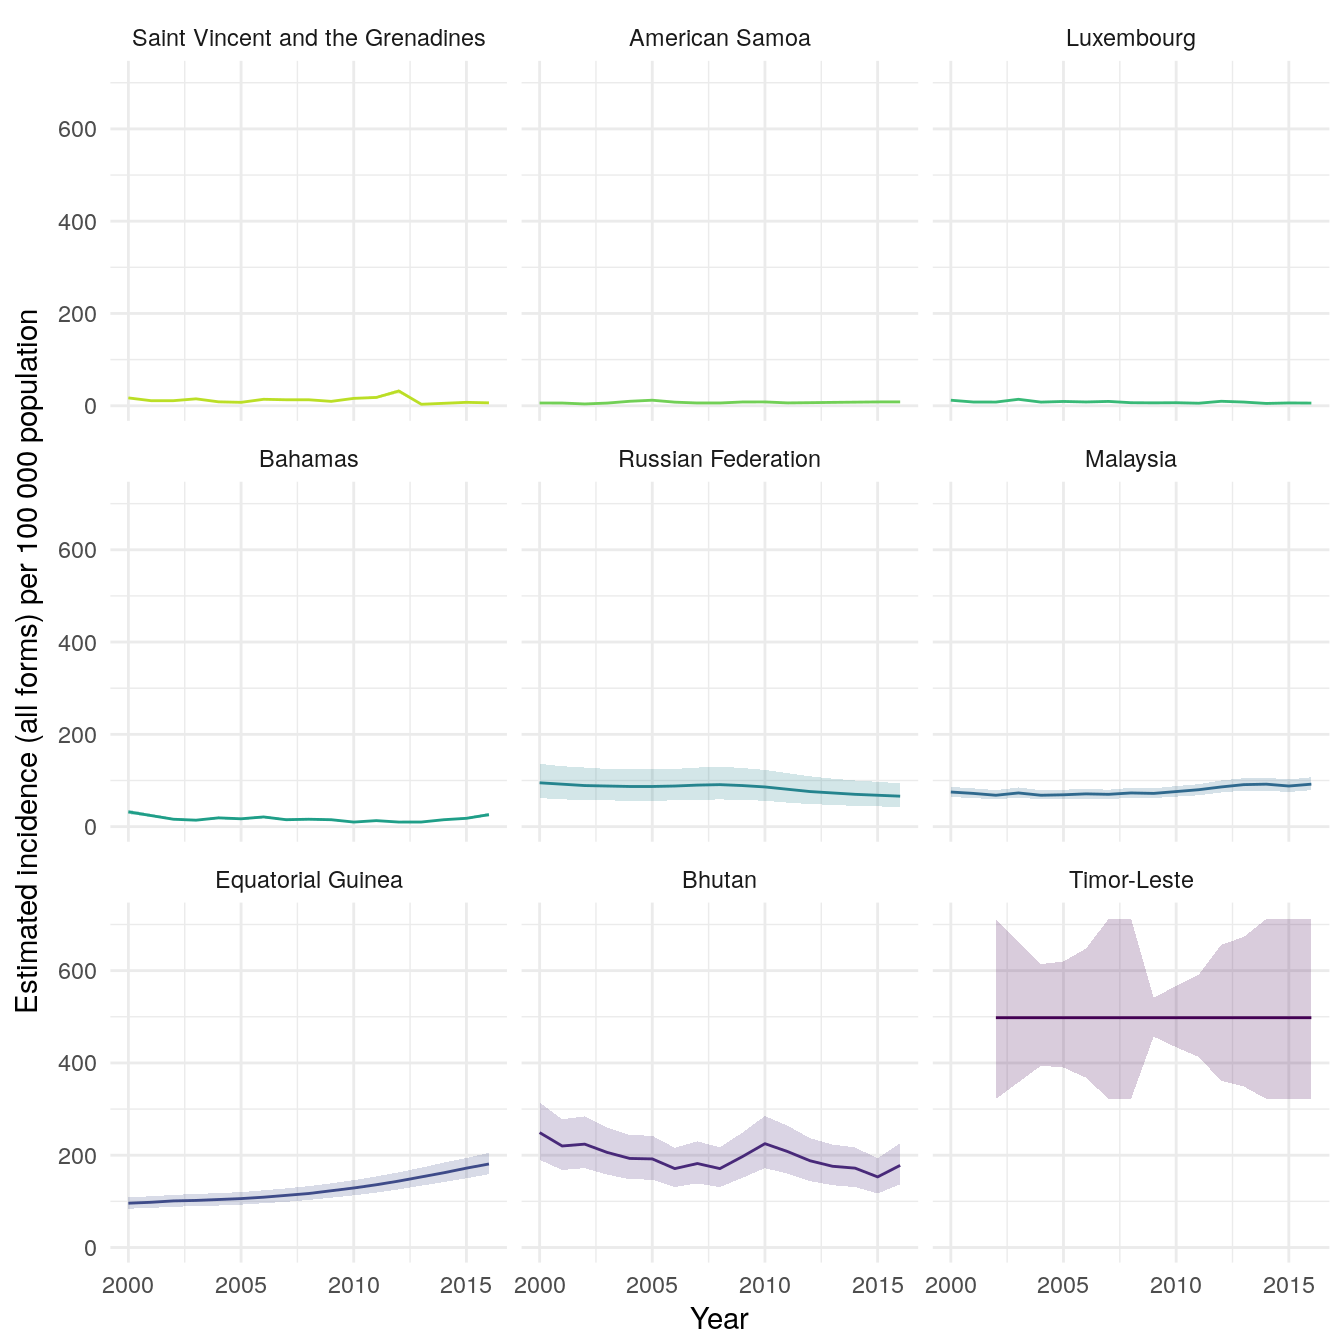 Saint Vincent and the Grenadines American Samoa Luxembourg
600
400
200
0
Bahamas Russian Federation Malaysia
600
400
200
0
Equatorial Guinea Bhutan Timor-Leste
600
400
200
0
2000 2005 2010 2015 2000 2005 2010 2015 2000 2005 2010 2015
Year
Estimated incidence (all forms) per 100 000 population